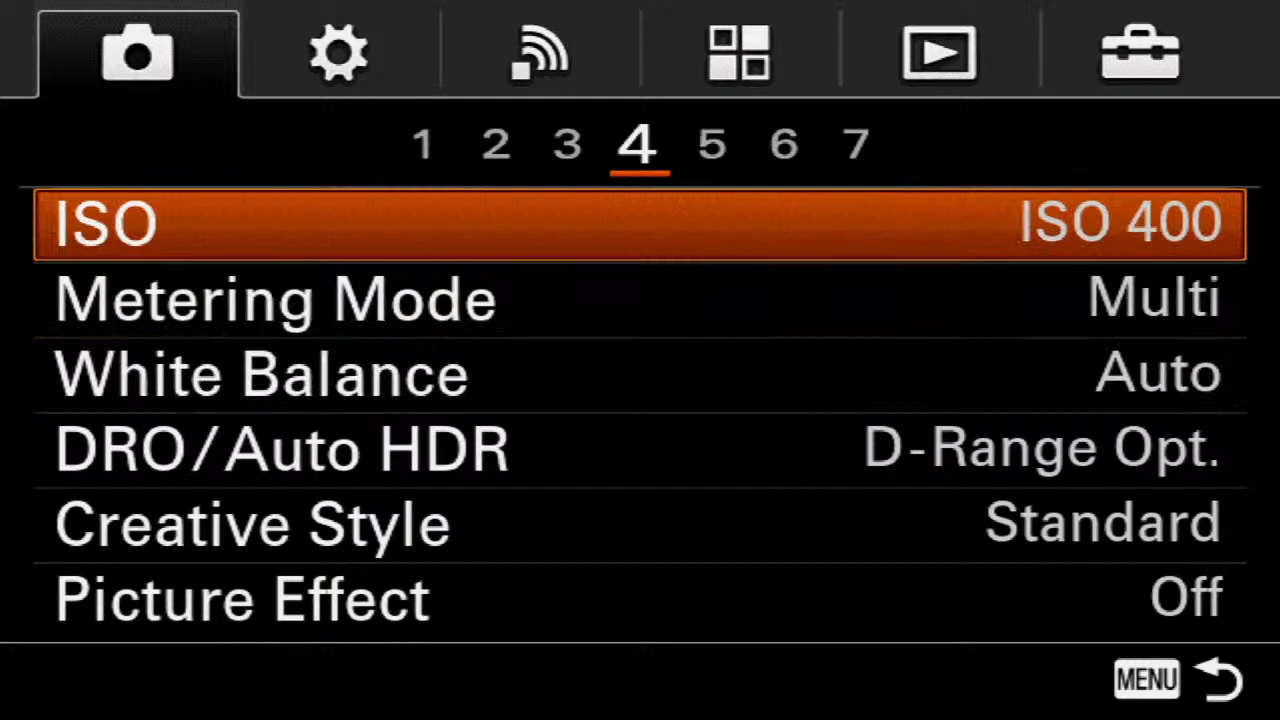 1 2 3 4 5 6 7
ISO ISO 400
Metering Mode Multi
White Balance Auto
DRO/Auto HDR D-Range Opt.
Creative Style Standard
Picture Effect Off
MENU